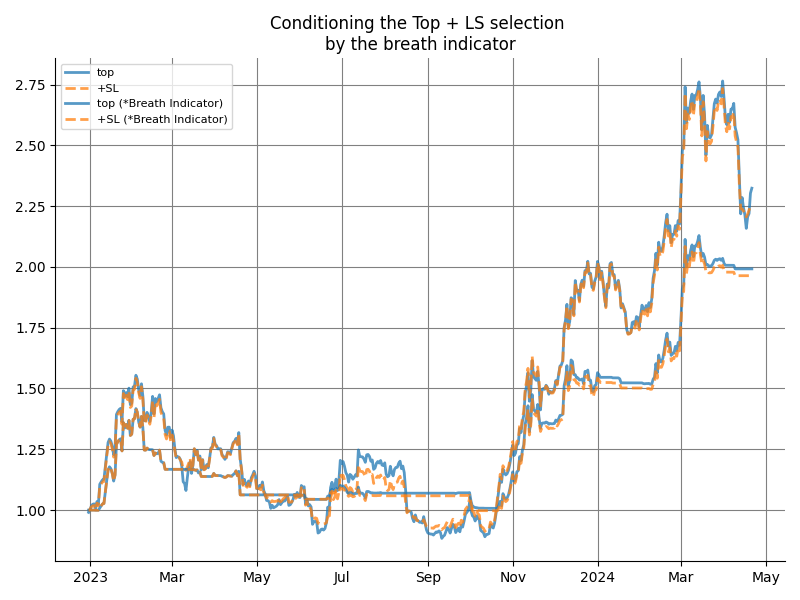 Conditioning the Top + LS selection
by the breath indicator
top
+SL
top (*Breath Indicator)
+SL (*Breath Indicator)
2.75
2.50
2.25
2.00
1.75
1.50
1.25
1.00
2023 Mar May Jul Sep Nov 2024 Mar May